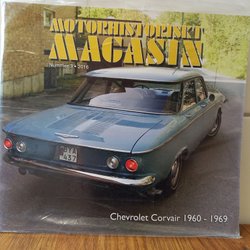 MOTORHISTORISKT
MAGASIN
Chevrolet Corvair 1960 - 1969